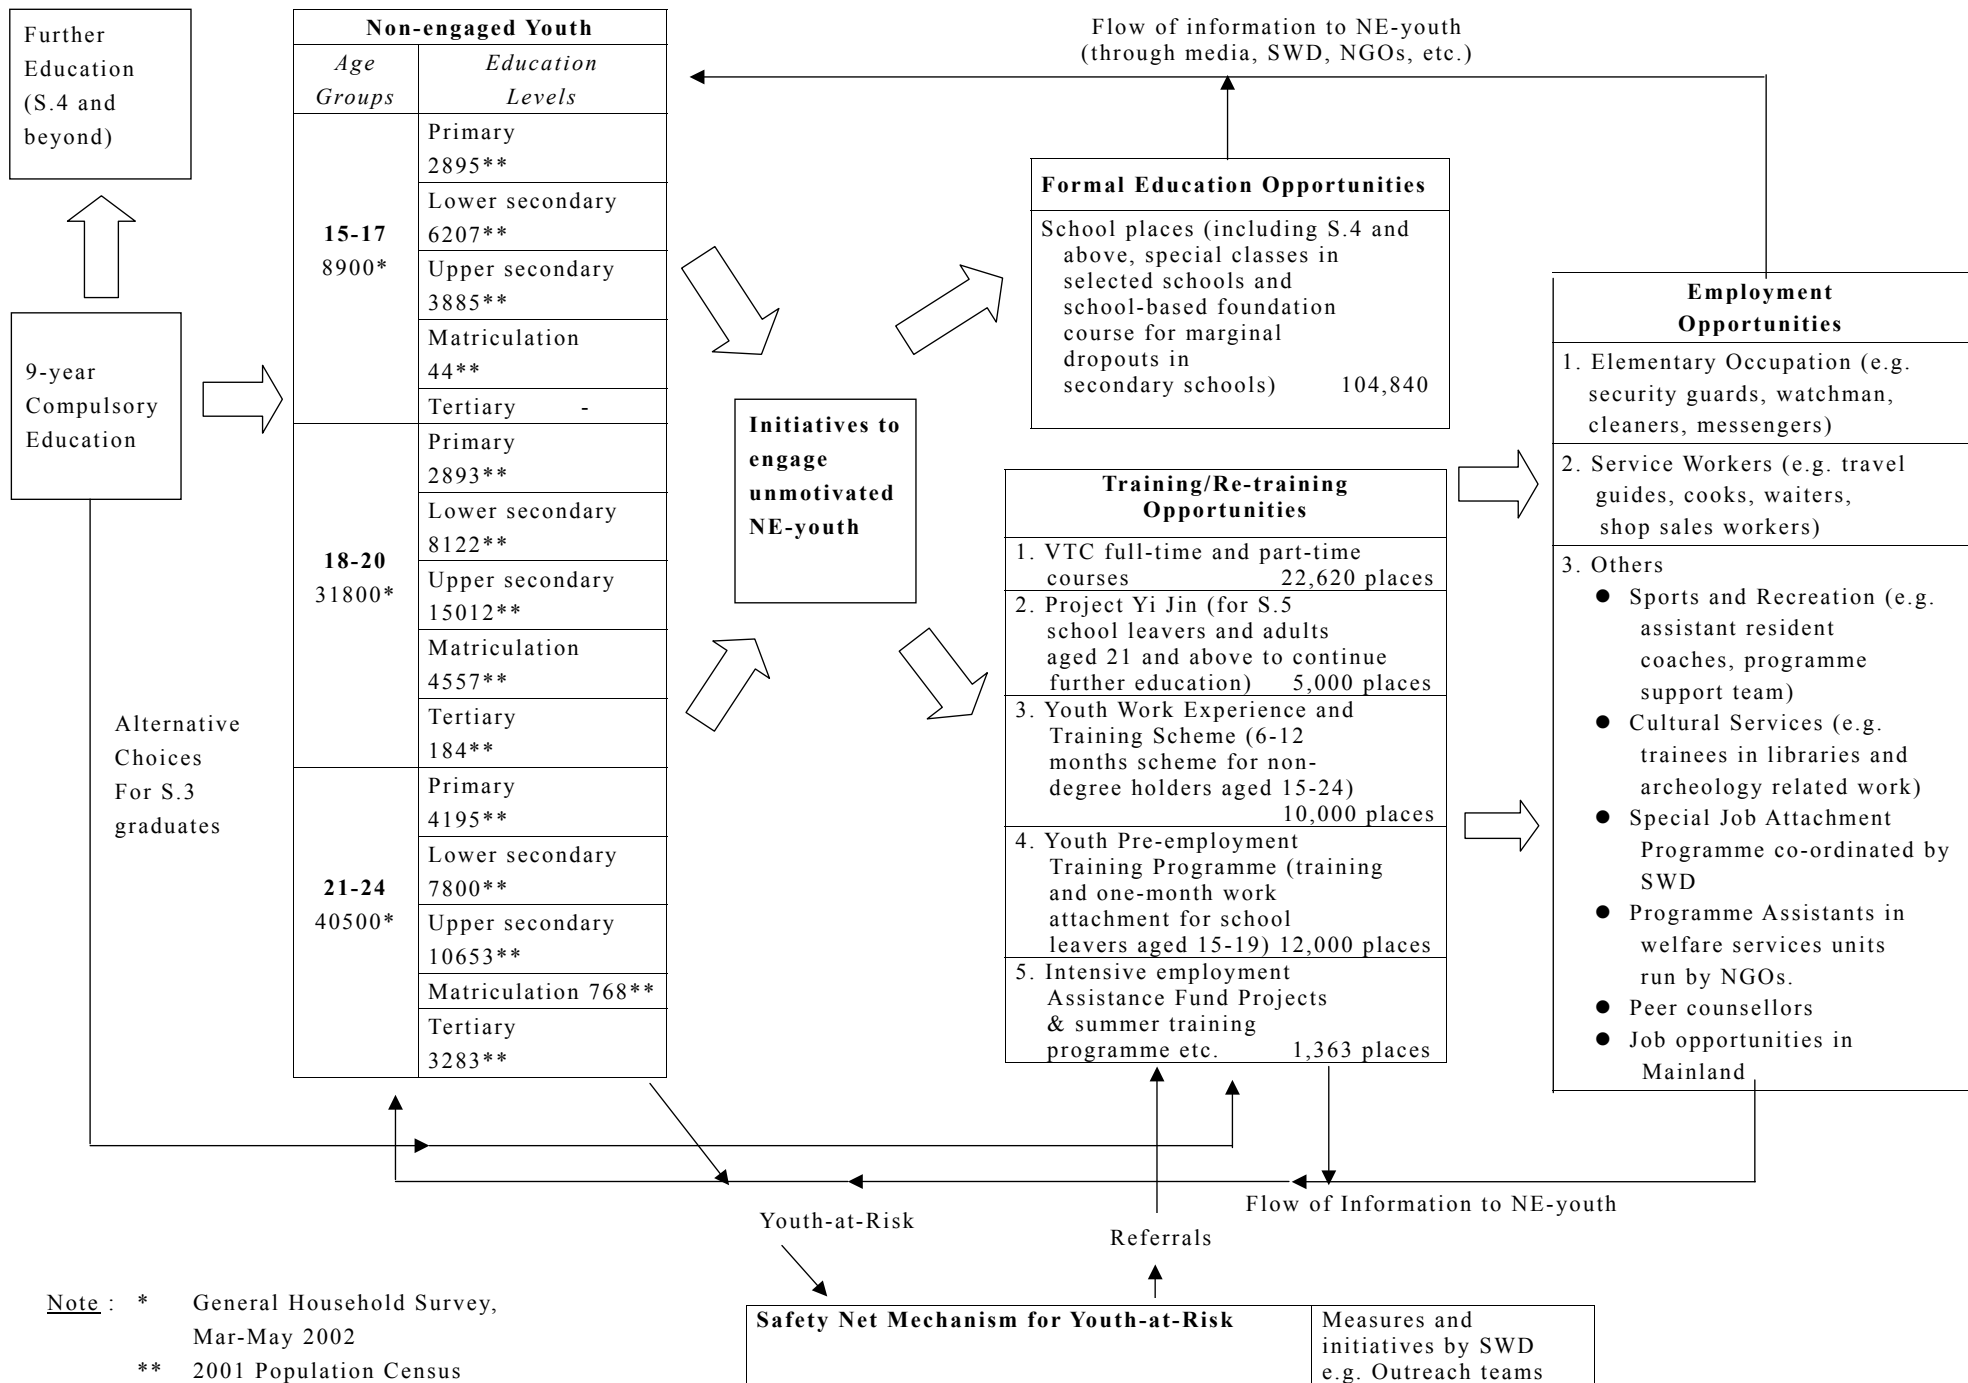 Further
Education
(S.4 and
beyond)
9-year
Compulsory
Education
Alternative
Choices
For S.3
graduates
Non-engaged Youth
Age
Groups
Education
Levels
15-17
8900*
Primary
2895**
Lower secondary
6207**
Upper secondary
3885**
Matriculation
44**
Tertiary -
18-20
31800*
Primary
2893**
Lower secondary
8122**
Upper secondary
15012**
Matriculation
4557**
Tertiary
184**
21-24
40500*
Primary
4195**
Lower secondary
7800**
Upper secondary
10653**
Matriculation 768**
Tertiary
3283**
Initiatives to
engage
unmotivated
NE-youth
Flow of information to NE-youth
(through media, SWD, NGOs, etc.)
Formal Education Opportunities
School places (including S.4 and
above, special classes in
selected schools and
school-based foundation
course for marginal
dropouts in
secondary schools) 104,840
Training/Re-training
Opportunities
1. VTC full-time and part-time
courses 22,620 places
2. Project Yi Jin (for S.5
school leavers and adults
aged 21 and above to continue
further education) 5,000 places
3. Youth Work Experience and
Training Scheme (6-12
months scheme for non-
degree holders aged 15-24)
10,000 places
4. Youth Pre-employment
Training Programme (training
and one-month work
attachment for school
leavers aged 15-19) 12,000 places
5. Intensive employment
Assistance Fund Projects
& summer training
programme etc. 1,363 places
Employment
Opportunities
1. Elementary Occupation (e.g.
security guards, watchman,
cleaners, messengers)
2. Service Workers (e.g. travel
guides, cooks, waiters,
shop sales workers)
3. Others
● Sports and Recreation (e.g.
assistant resident
coaches, programme
support team)
● Cultural Services (e.g.
trainees in libraries and
archeology related work)
● Special Job Attachment
Programme co-ordinated by
SWD
● Programme Assistants in
welfare services units
run by NGOs.
● Peer counsellors
● Job opportunities in
Mainland
Flow of Information to NE-youth
Youth-at-Risk
Referrals
Safety Net Mechanism for Youth-at-Risk
Measures and
initiatives by SWD
e.g. Outreach teams
Note : * General Household Survey,
Mar-May 2002
** 2001 Population Census